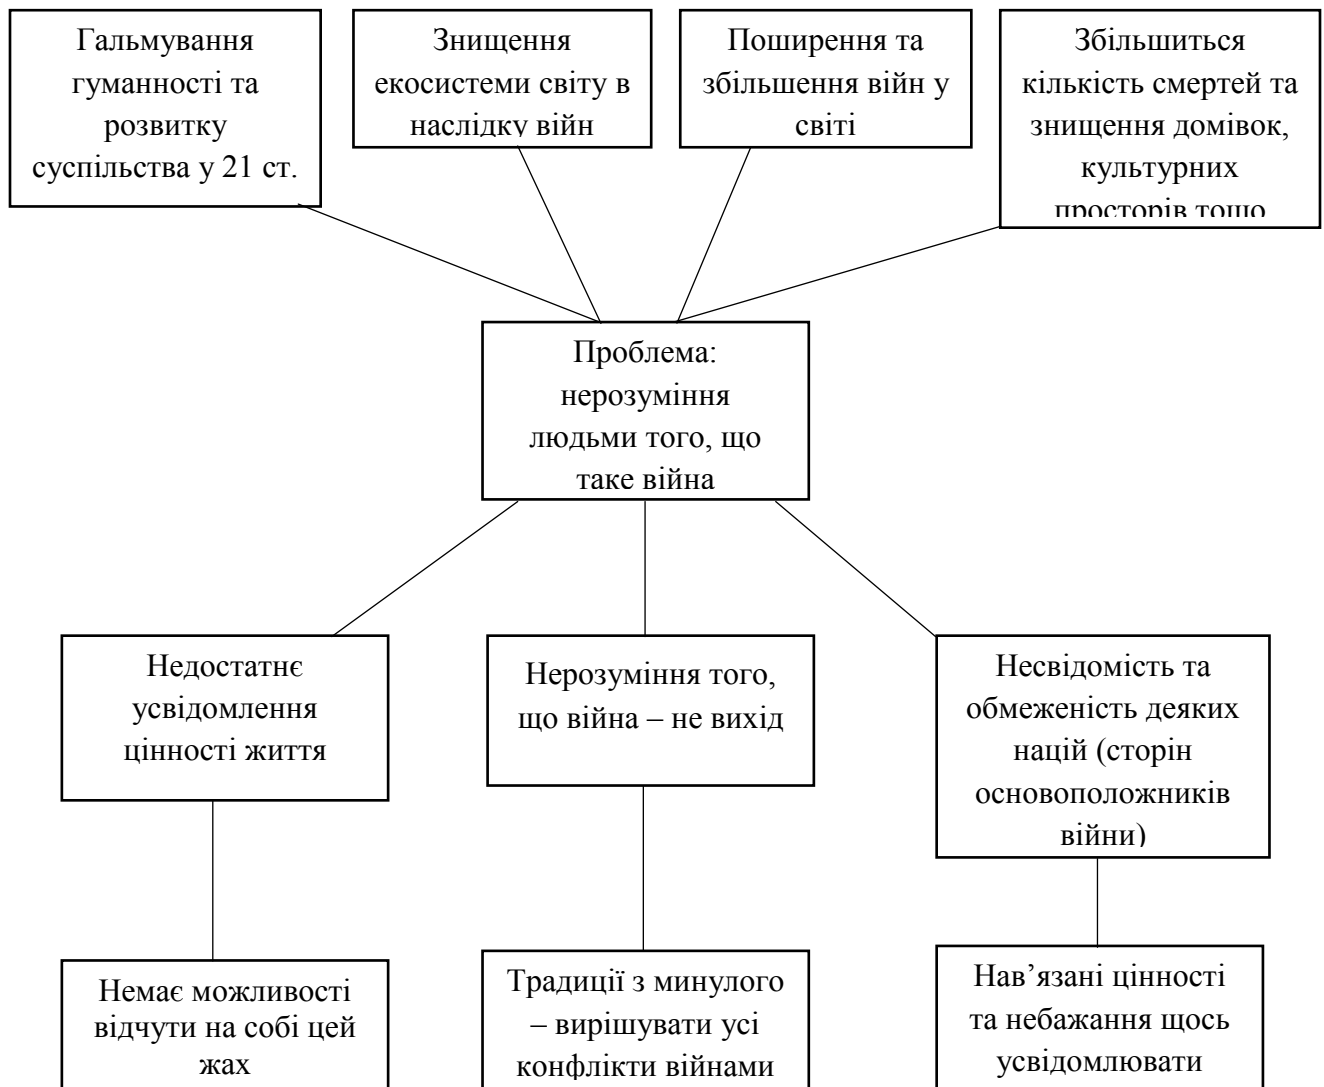 Гальмування
гуманності та
розвитку
суспільства у 21 ст.
Знищення
екосистеми світу в
наслідку війн
Поширення та
збільшення війн у
світі
Збільшиться
кількість смертей та
знищення домівок,
культурних
просторів тощо
Проблема:
нерозуміння
людьми того, що
таке війна
Недостатнє
усвідомлення
цінності життя
Нерозуміння того,
що війна – не вихід
Несвідомість та
обмеженість деяких
націй (сторін
основоположників
війни)
Немає можливості
відчути на собі цей
жах
Традиції з минулого
– вирішувати усі
конфлікти війнами
Нав’язані цінності
та небажання щось
усвідомлювати